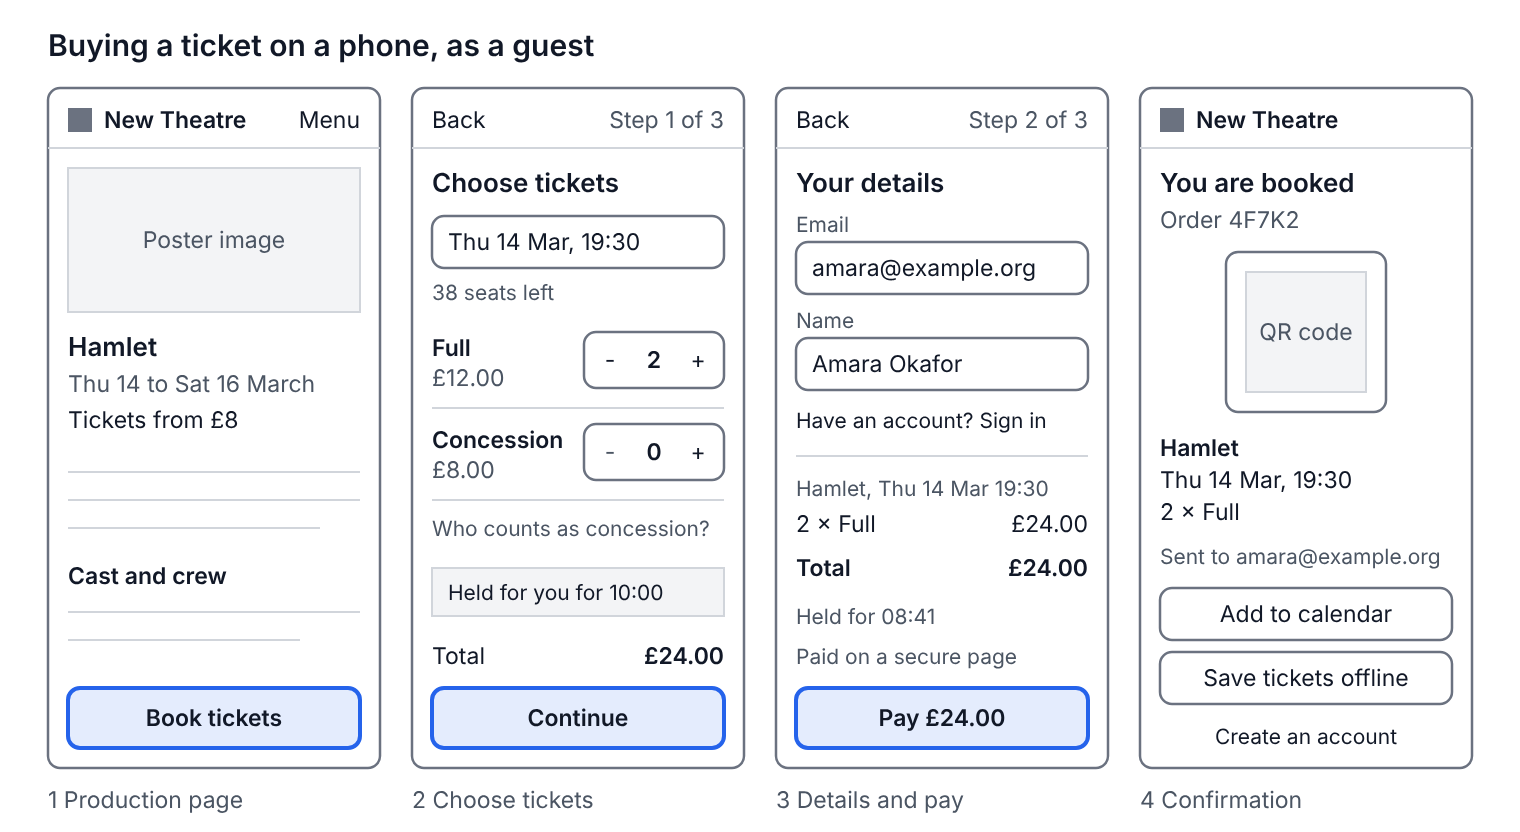 Buying a ticket on a phone, as a guest
New Theatre
Menu
Poster image
Hamlet
Thu 14 to Sat 16 March
Tickets from £8
Cast and crew
Book tickets
1 Production page
Back
Step 1 of 3
Choose tickets
Thu 14 Mar, 19:30
38 seats left
Full
£12.00
- 2 +
Concession
£8.00
- 0 +
Who counts as concession?
Held for you for 10:00
Total £24.00
Continue
2 Choose tickets
Back
Step 2 of 3
Your details
Email
amara@example.org
Name
Amara Okafor
Have an account? Sign in
Hamlet, Thu 14 Mar 19:30
2 × Full £24.00
Total £24.00
Held for 08:41
Paid on a secure page
Pay £24.00
3 Details and pay
New Theatre
You are booked
Order 4F7K2
QR code
Hamlet
Thu 14 Mar, 19:30
2 × Full
Sent to amara@example.org
Add to calendar
Save tickets offline
Create an account
4 Confirmation